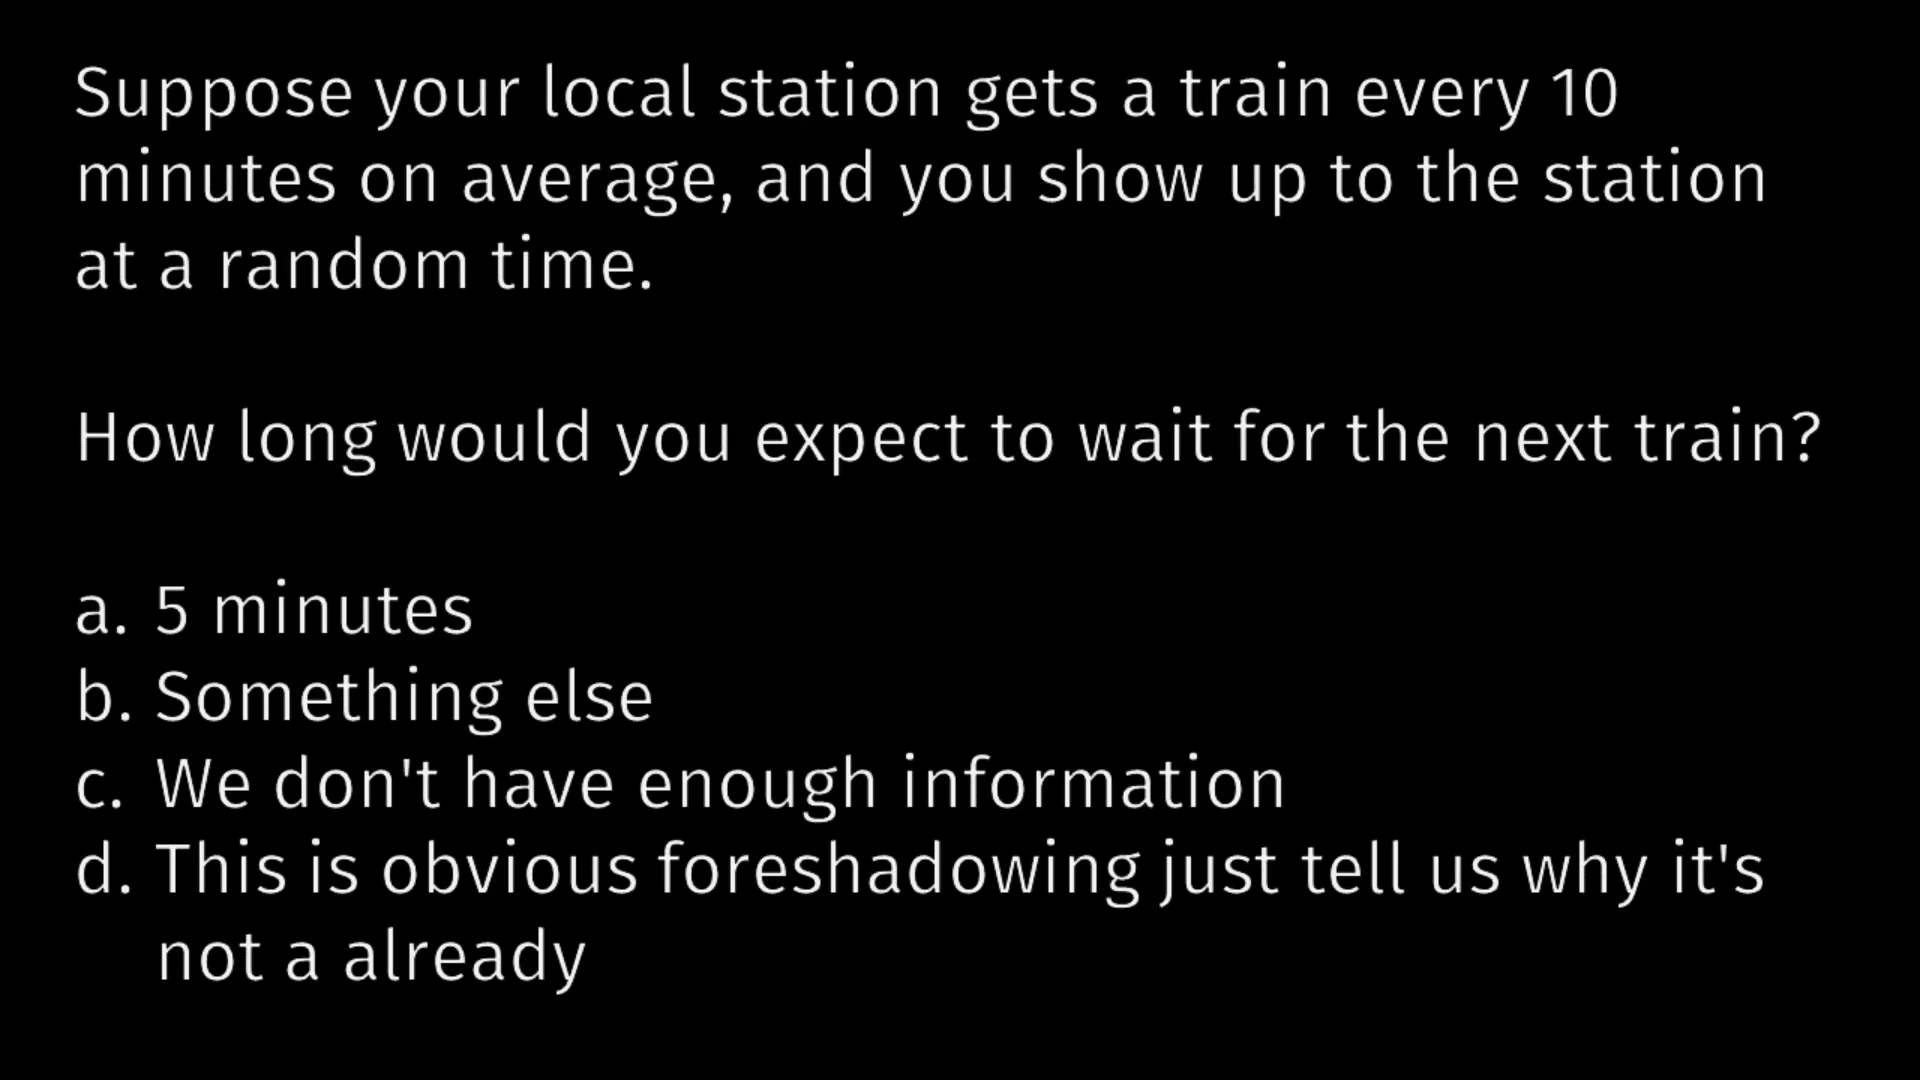 Suppose your local station gets a train every 10
minutes on average, and you show up to the station
at a random time.
How long would you expect to wait for the next train?
a. 5 minutes
b. Something else
c. We don't have enough information
d. This is obvious foreshadowing just tell us why it's
not a already